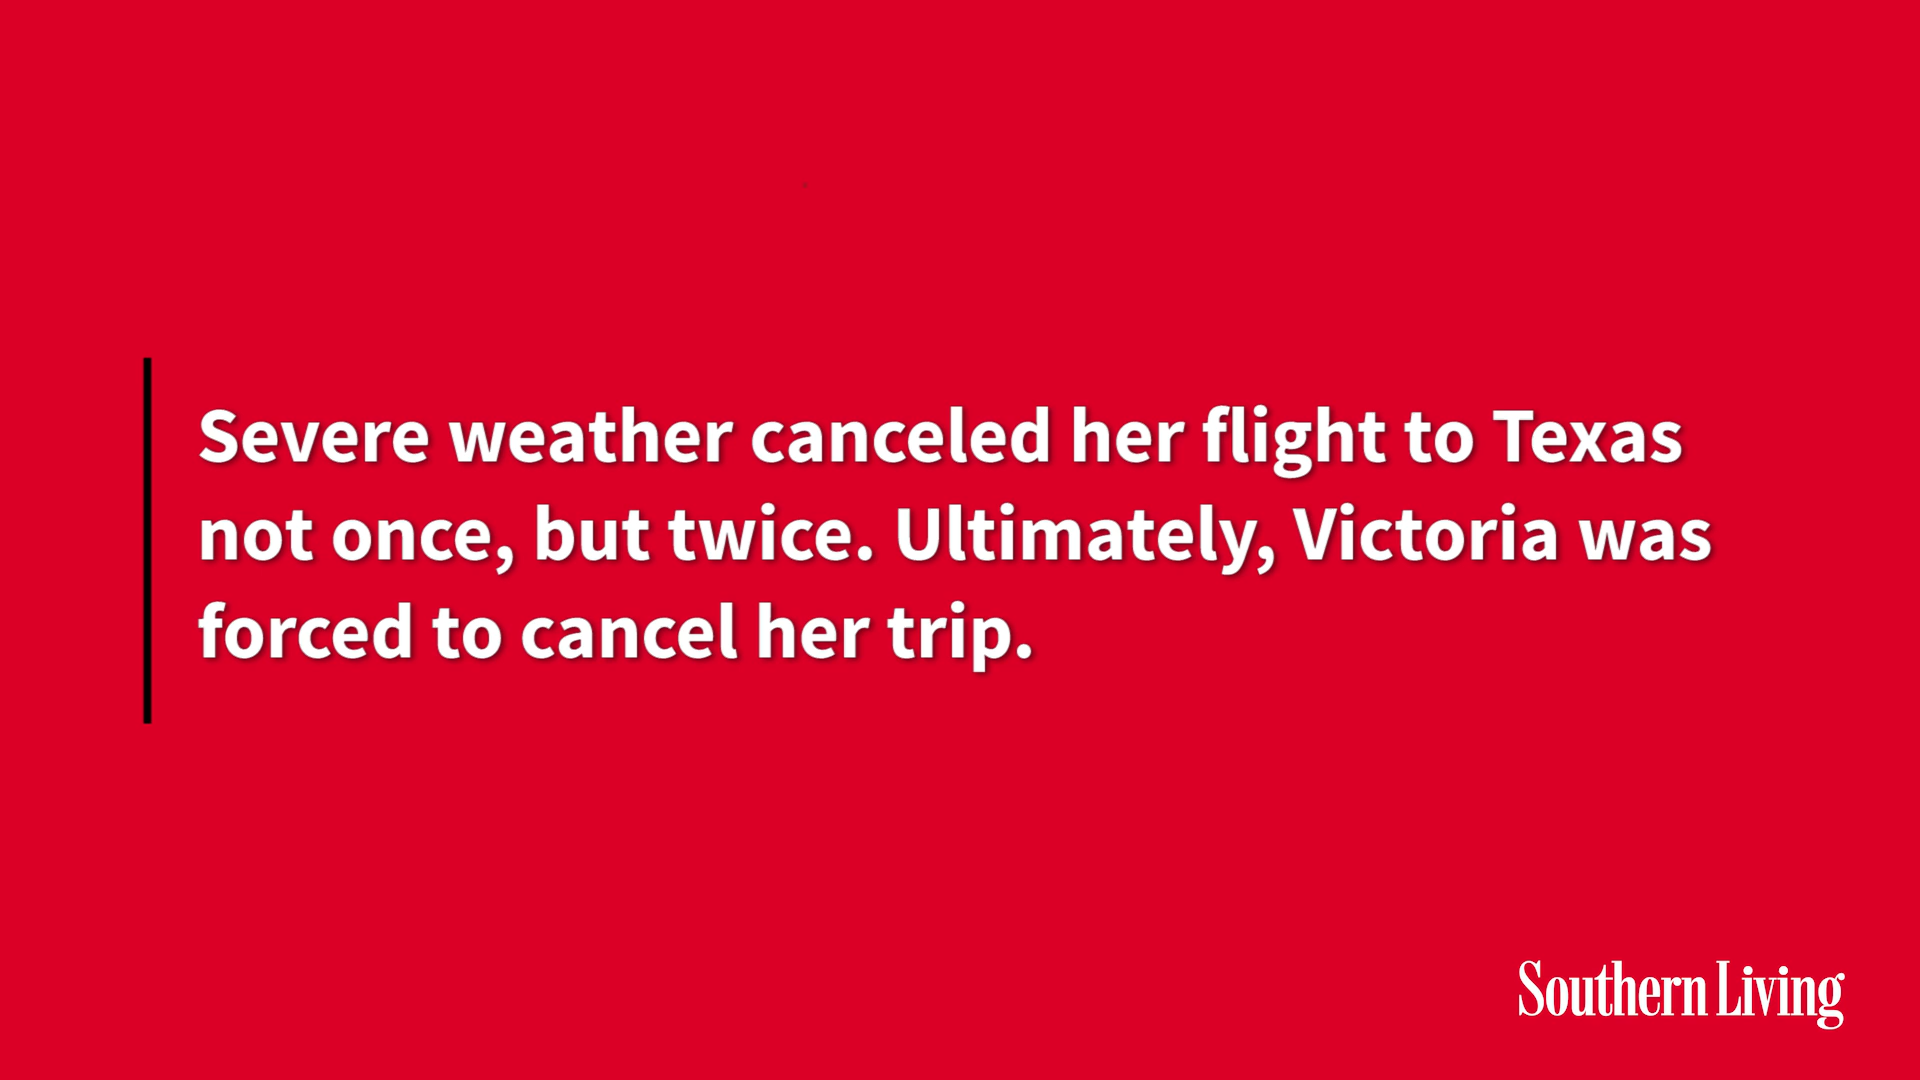 Severe weather canceled her flight to Texas
not once, but twice. Ultimately, Victoria was
forced to cancel her trip.
Southern Living